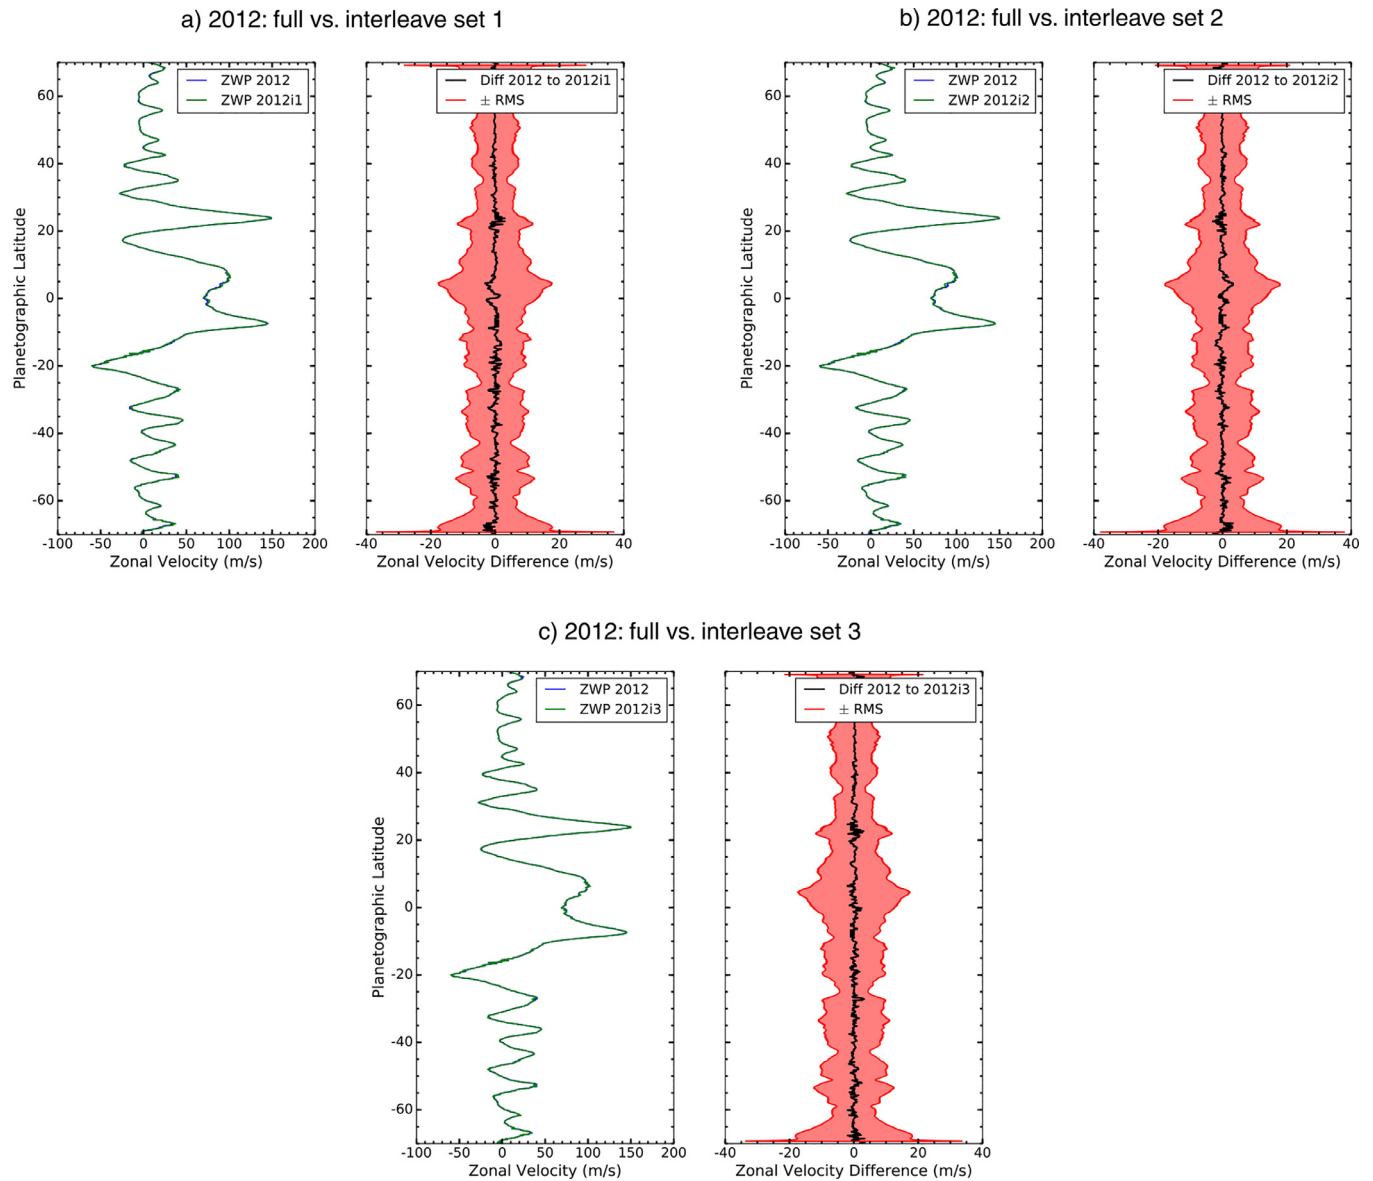 a) 2012: full vs. interleave set 1
b) 2012: full vs. interleave set 2
ZWP 2012
ZWP 2012i1
Diff 2012 to 2012i1
± RMS
ZWP 2012
ZWP 2012i2
Diff 2012 to 2012i2
± RMS
Planetographic Latitude
60
40
20
0
-20
-40
-60
-100 -50 0 50 100 150 200
Zonal Velocity (m/s)
-40 -20 0 20 40
Zonal Velocity Difference (m/s)
Planetographic Latitude
60
40
20
0
-20
-40
-60
-100 -50 0 50 100 150 200
Zonal Velocity (m/s)
-40 -20 0 20 40
Zonal Velocity Difference (m/s)
c) 2012: full vs. interleave set 3
ZWP 2012
ZWP 2012i3
Diff 2012 to 2012i3
± RMS
Planetographic Latitude
60
40
20
0
-20
-40
-60
-100 -50 0 50 100 150 200
Zonal Velocity (m/s)
-40 -20 0 20 40
Zonal Velocity Difference (m/s)